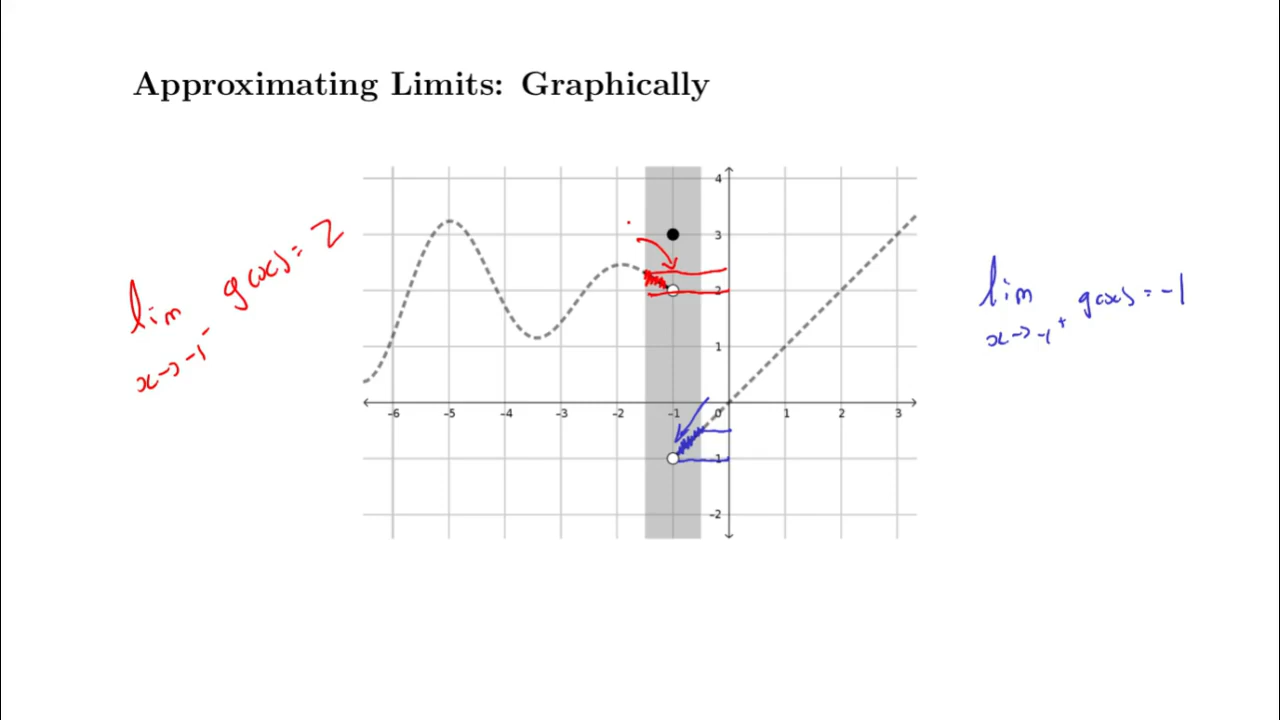 Approximating Limits: Graphically
lim g(x) = 2
x→-1⁻
lim g(x) = -1
x→-1⁺
4
3
2
1
-6 -5 -4 -3 -2 -1 0 1 2 3
-1
-2